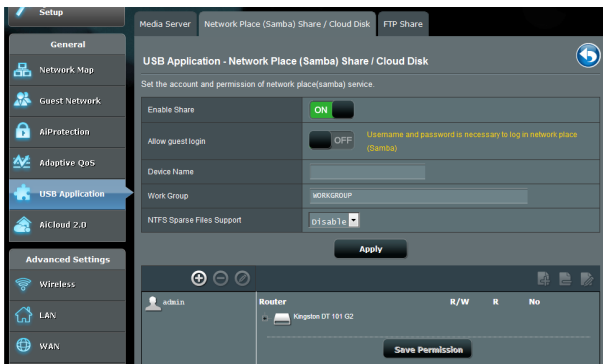 Setup
Media Server Network Place (Samba) Share / Cloud Disk FTP Share
General
Network Map
Guest Network
AiProtection
Adaptive QoS
USB Application
AiCloud 2.0
Advanced Settings
Wireless
LAN
WAN
USB Application - Network Place (Samba) Share / Cloud Disk
Set the account and permission of network place(samba) service.
Enable Share ON
Allow guest login OFF Username and password is necessary to log in network place
(Samba)
Device Name
Work Group WORKGROUP
NTFS Sparse Files Support Disable
Apply
admin Router R/W R No
Kingston DT 101 G2
Save Permission